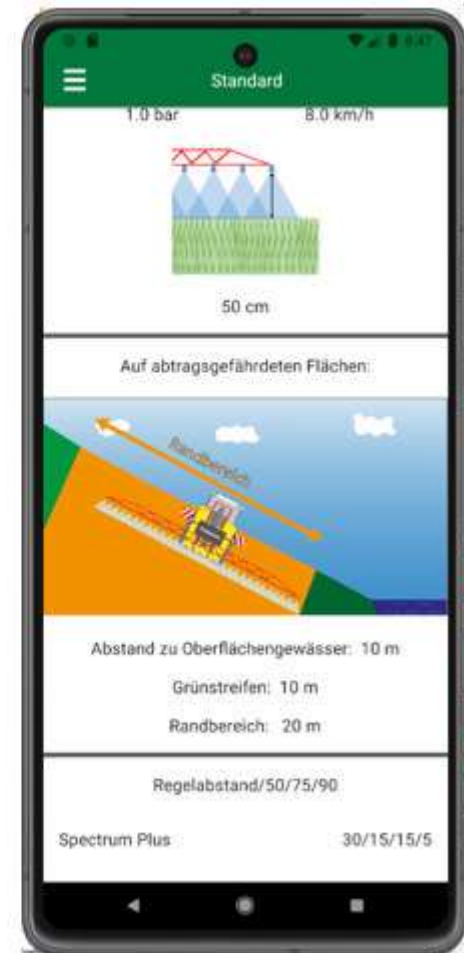 Standard
1.0 bar 8.0 km/h
50 cm
Auf abtragsgefährdeten Flächen:
Randbereich
Abstand zu Oberflächengewässer: 10 m
Grünstreifen: 10 m
Randbereich: 20 m
Regelabstand/50/75/90
Spectrum Plus 30/15/15/5